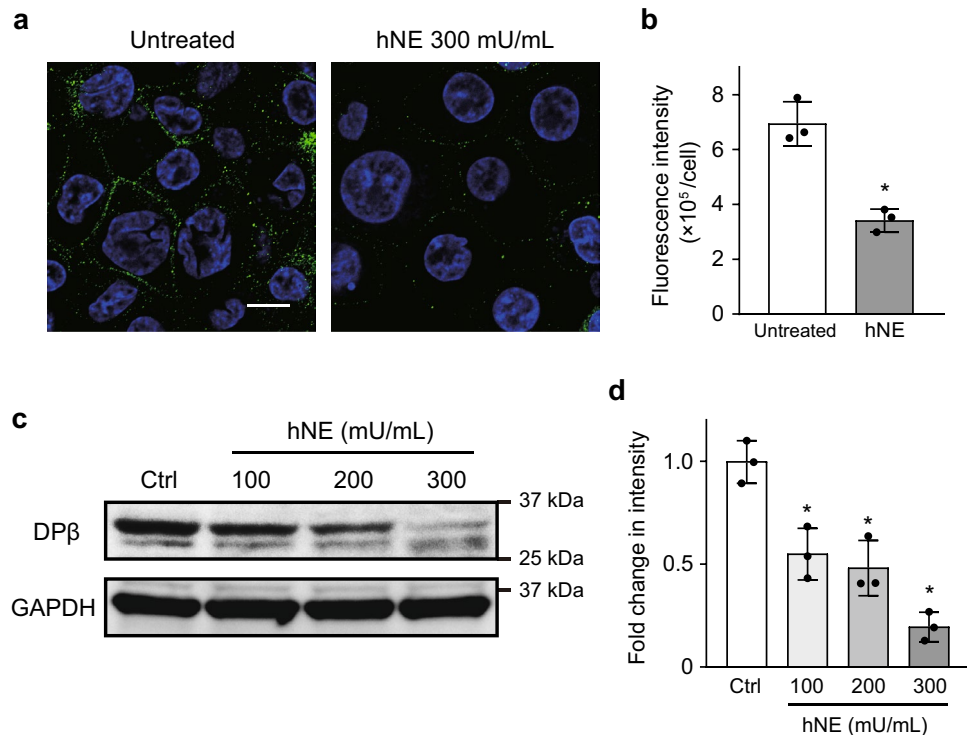 a
Untreated
hNE 300 mU/mL
b
Fluorescence intensity
(×10⁵/cell)
8
6
4
2
0
*
Untreated
hNE
c
hNE (mU/mL)
Ctrl
100
200
300
37 kDa
DPβ
25 kDa
37 kDa
GAPDH
d
Fold change in intensity
1.0
0.5
0
*
*
*
Ctrl
100
200
300
hNE (mU/mL)